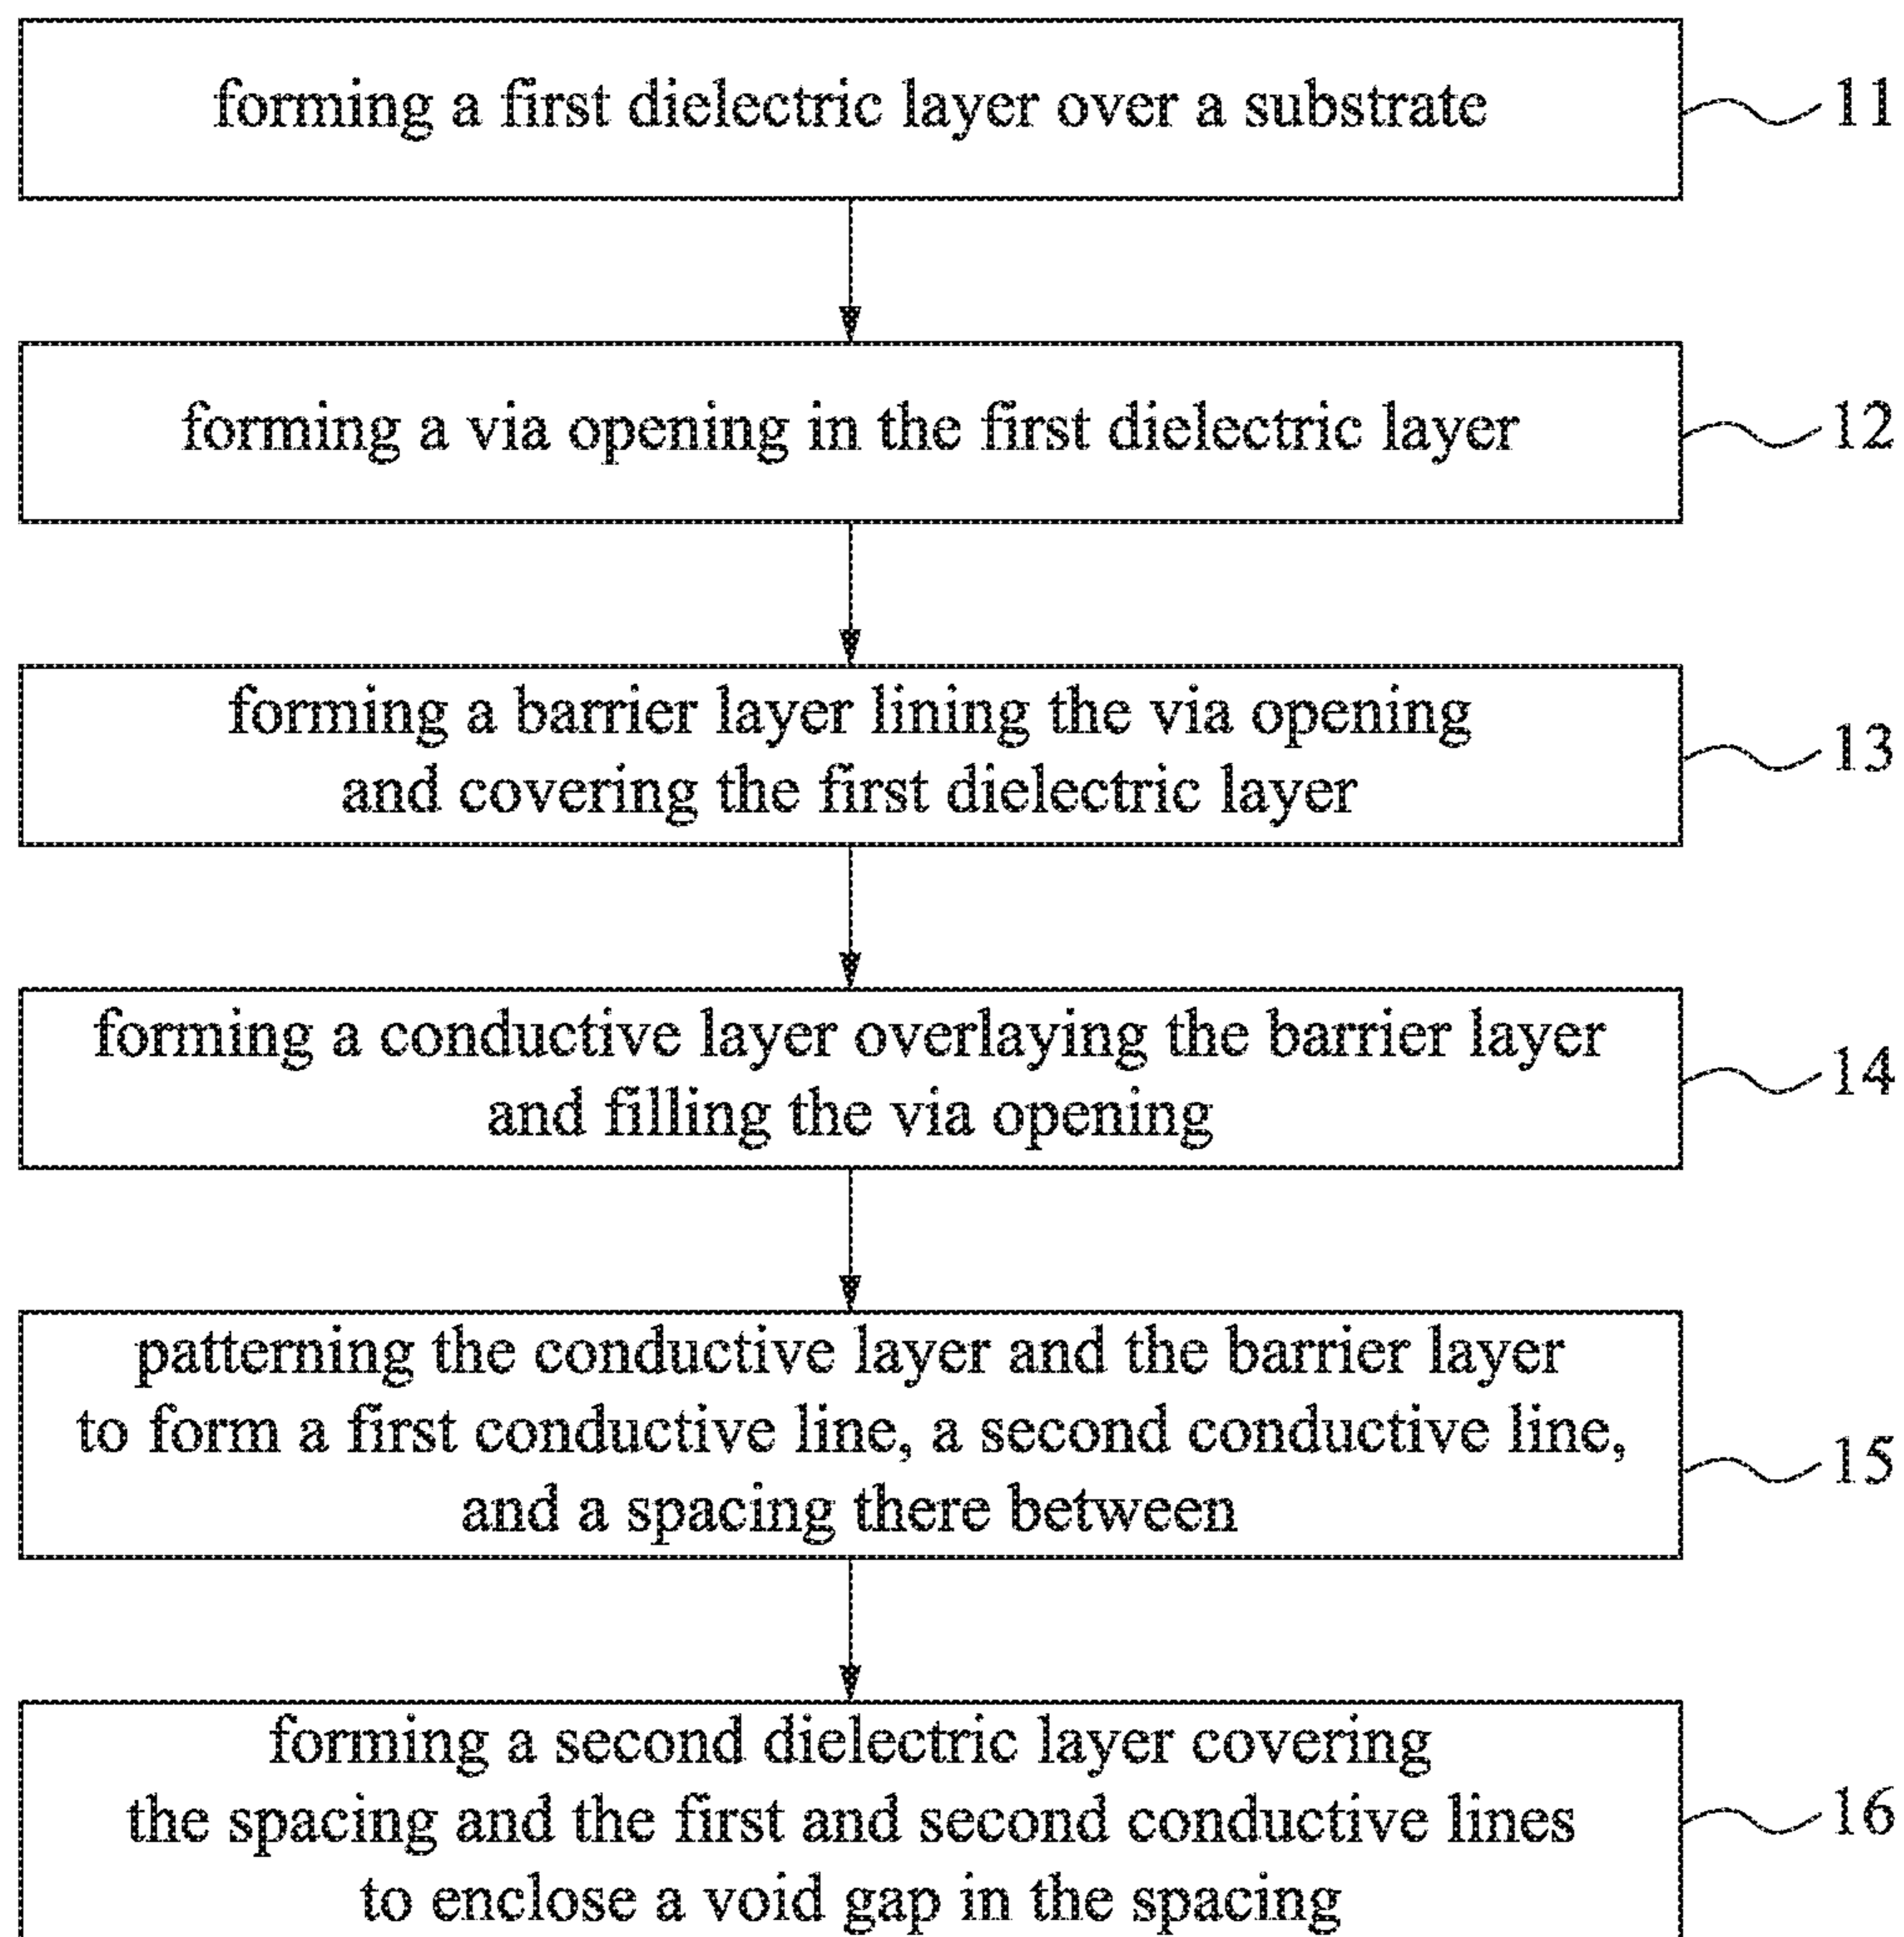 forming a first dielectric layer over a substrate
11
forming a via opening in the first dielectric layer
12
forming a barrier layer lining the via opening
and covering the first dielectric layer
13
forming a conductive layer overlaying the barrier layer
and filling the via opening
14
patterning the conductive layer and the barrier layer
to form a first conductive line, a second conductive line,
and a spacing there between
15
forming a second dielectric layer covering
the spacing and the first and second conductive lines
to enclose a void gap in the spacing
16